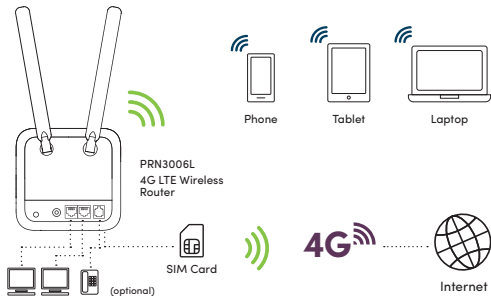 Phone
Tablet
Laptop
PRN3006L
4G LTE Wireless
Router
SIM Card
4G
Internet
(optional)